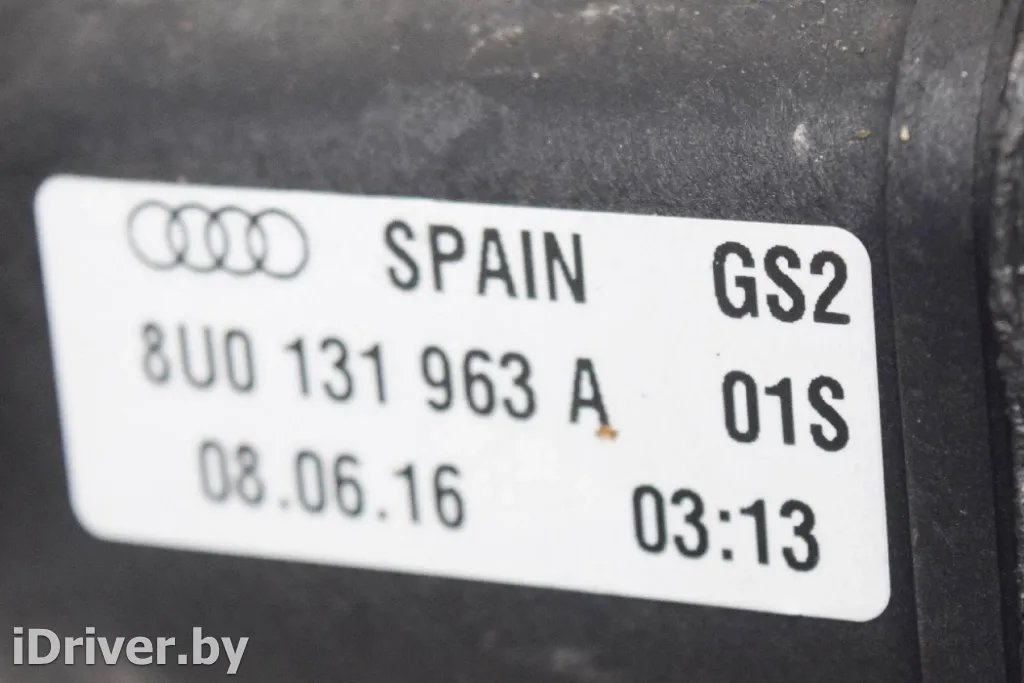 SPAIN GS2
8U0 131 963 A 01S
08.06.16 03:13
iDriver.by